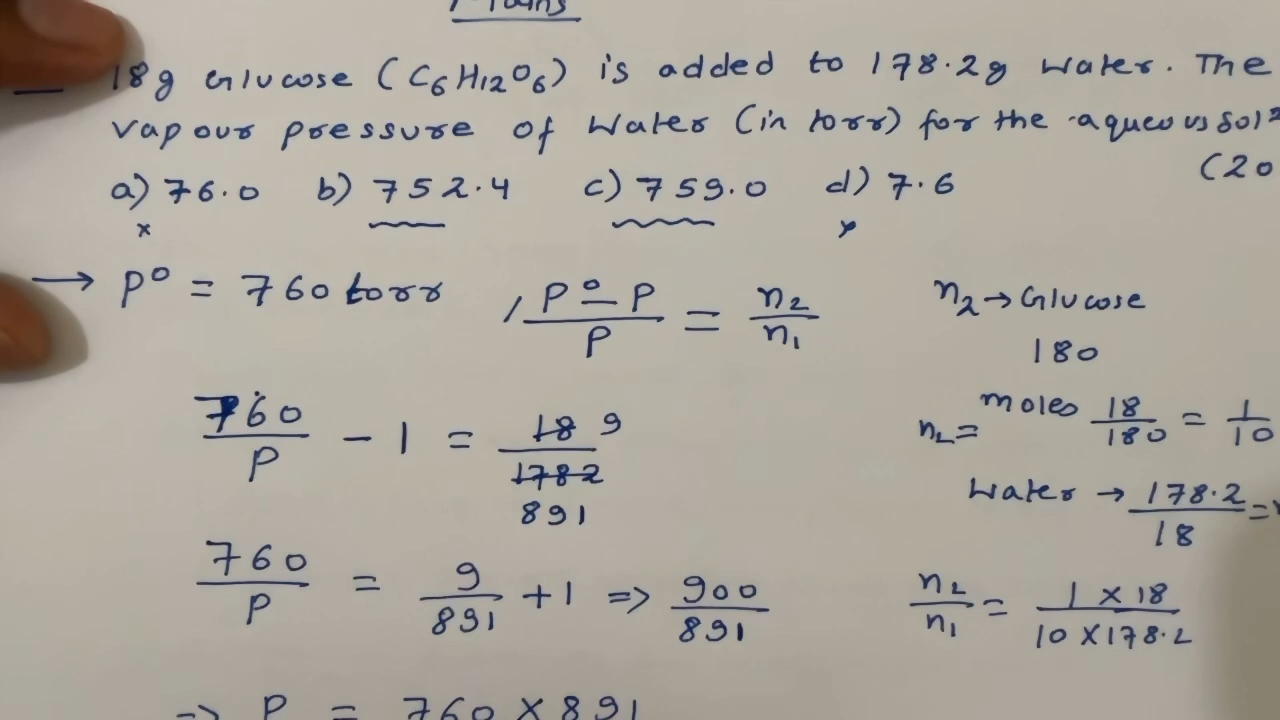 18g Glucose (C6H12O6) is added to 178.2g water. The
vapour pressure of water (in torr) for the aqueous sol
(20
a) 76.0 b) 752.4 c) 759.0 d) 7.6
x x
→ P° = 760 torr , P° - P / P = n2 / n1
n2 → Glucose
180
760 / P - 1 = 18 9 / 1782 891
n2 = moles 18 / 180 = 1 / 10
Water → 178.2 / 18 =
760 / P = 9 / 891 + 1 => 900 / 891
n2 / n1 = 1 × 18 / 10 × 178.2
=> P = 760 × 891